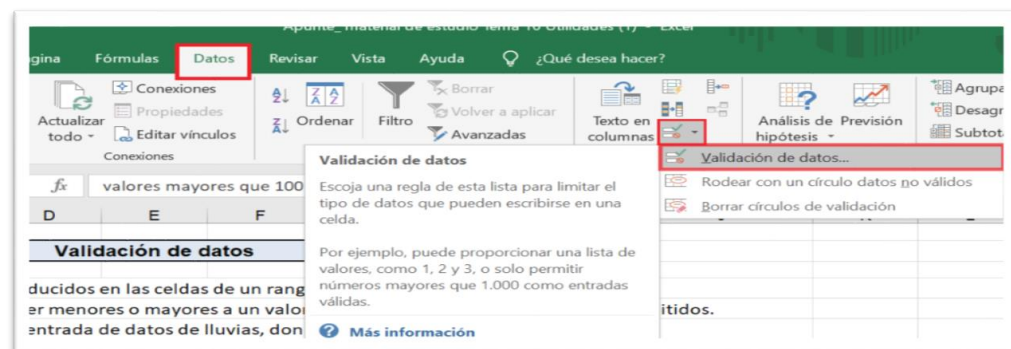 Apunte_ material de estudio Tema 10 Utilidades (1) - Excel
gina Fórmulas Datos Revisar Vista Ayuda ¿Qué desea hacer?
Actualizar todo
Conexiones
Propiedades
Editar vínculos
Conexiones
Ordenar
Filtro
Borrar
Volver a aplicar
Avanzadas
Texto en columnas
Análisis de hipótesis
Previsión
Agrupa
Desagr
Subtot
Validación de datos...
Rodear con un círculo datos no válidos
Borrar círculos de validación
fx valores mayores que 100
Validación de datos
Escoja una regla de esta lista para limitar el
tipo de datos que pueden escribirse en una
celda.
Por ejemplo, puede proporcionar una lista de
valores, como 1, 2 y 3, o solo permitir
números mayores que 1.000 como entradas
válidas.
Más información
D E F
Validación de datos
ducidos en las celdas de un rang
er menores o mayores a un valo
itidos.
entrada de datos de lluvias, don